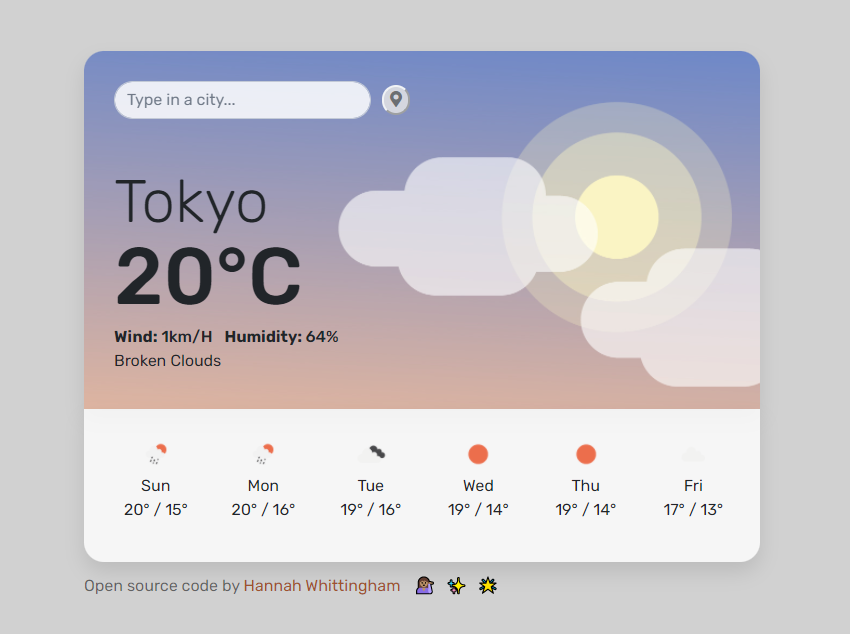 Type in a city...
Tokyo
20°C
Wind: 1km/H Humidity: 64%
Broken Clouds
Sun Mon Tue Wed Thu Fri
20° / 15° 20° / 16° 19° / 16° 19° / 14° 19° / 14° 17° / 13°
Open source code by Hannah Whittingham